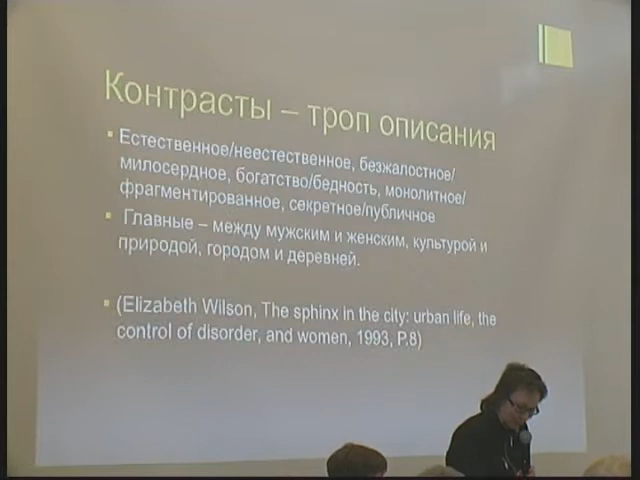 Контрасты – троп описания
Естественное/неестественное, безжалостное/
милосердное, богатство/бедность, монолитное/
фрагментированное, секретное/публичное
Главные – между мужским и женским, культурой и
природой, городом и деревней.
(Elizabeth Wilson, The sphinx in the city: urban life, the
control of disorder, and women, 1993, P.8)